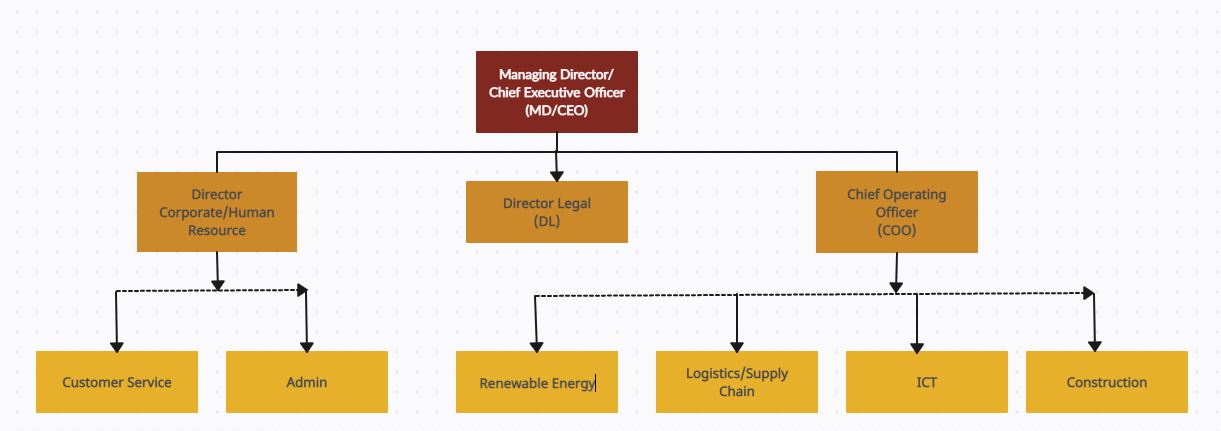 Managing Director/
Chief Executive Officer
(MD/CEO)
Director
Corporate/Human
Resource
Director Legal
(DL)
Chief Operating
Officer
(COO)
Customer Service
Admin
Renewable Energy
Logistics/Supply
Chain
ICT
Construction